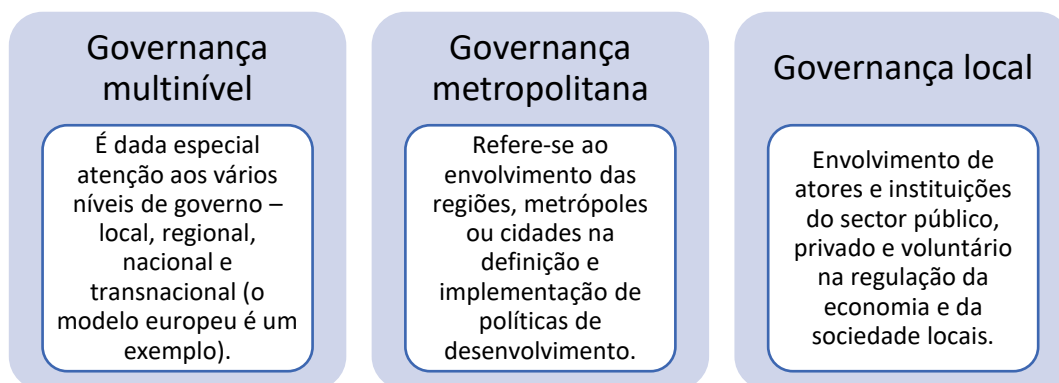 Governança
multinível
É dada especial
atenção aos vários
níveis de governo –
local, regional,
nacional e
transnacional (o
modelo europeu é um
exemplo).
Governança
metropolitana
Refere-se ao
envolvimento das
regiões, metrópoles
ou cidades na
definição e
implementação de
políticas de
desenvolvimento.
Governança local
Envolvimento de
atores e instituições
do sector público,
privado e voluntário
na regulação da
economia e da
sociedade locais.